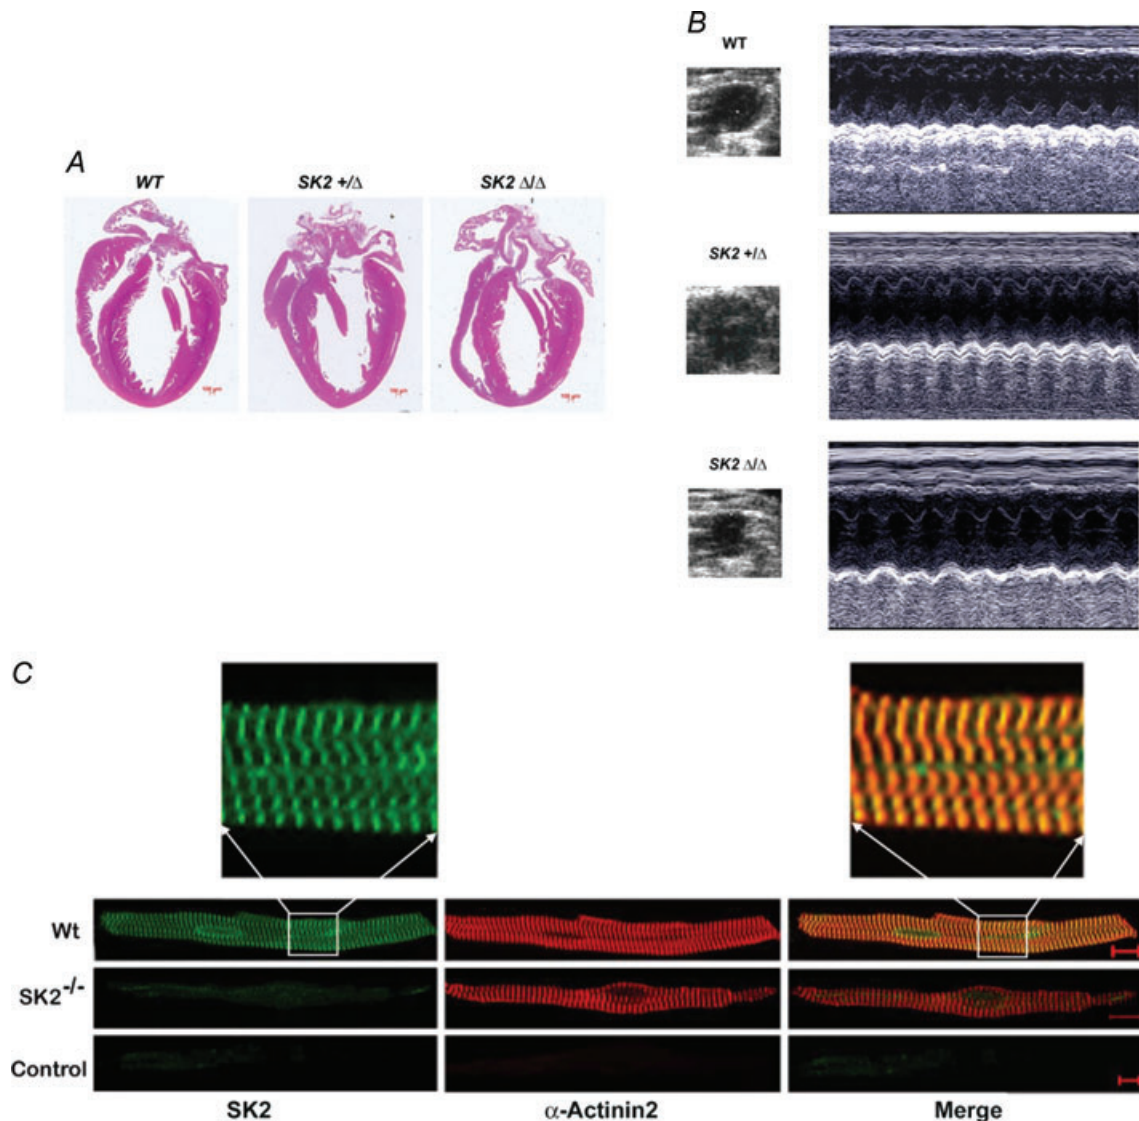 A
WT
SK2 +/Δ
SK2 Δ/Δ
B
WT
SK2 +/Δ
SK2 Δ/Δ
C
Wt
SK2-/-
Control
SK2
α-Actinin2
Merge